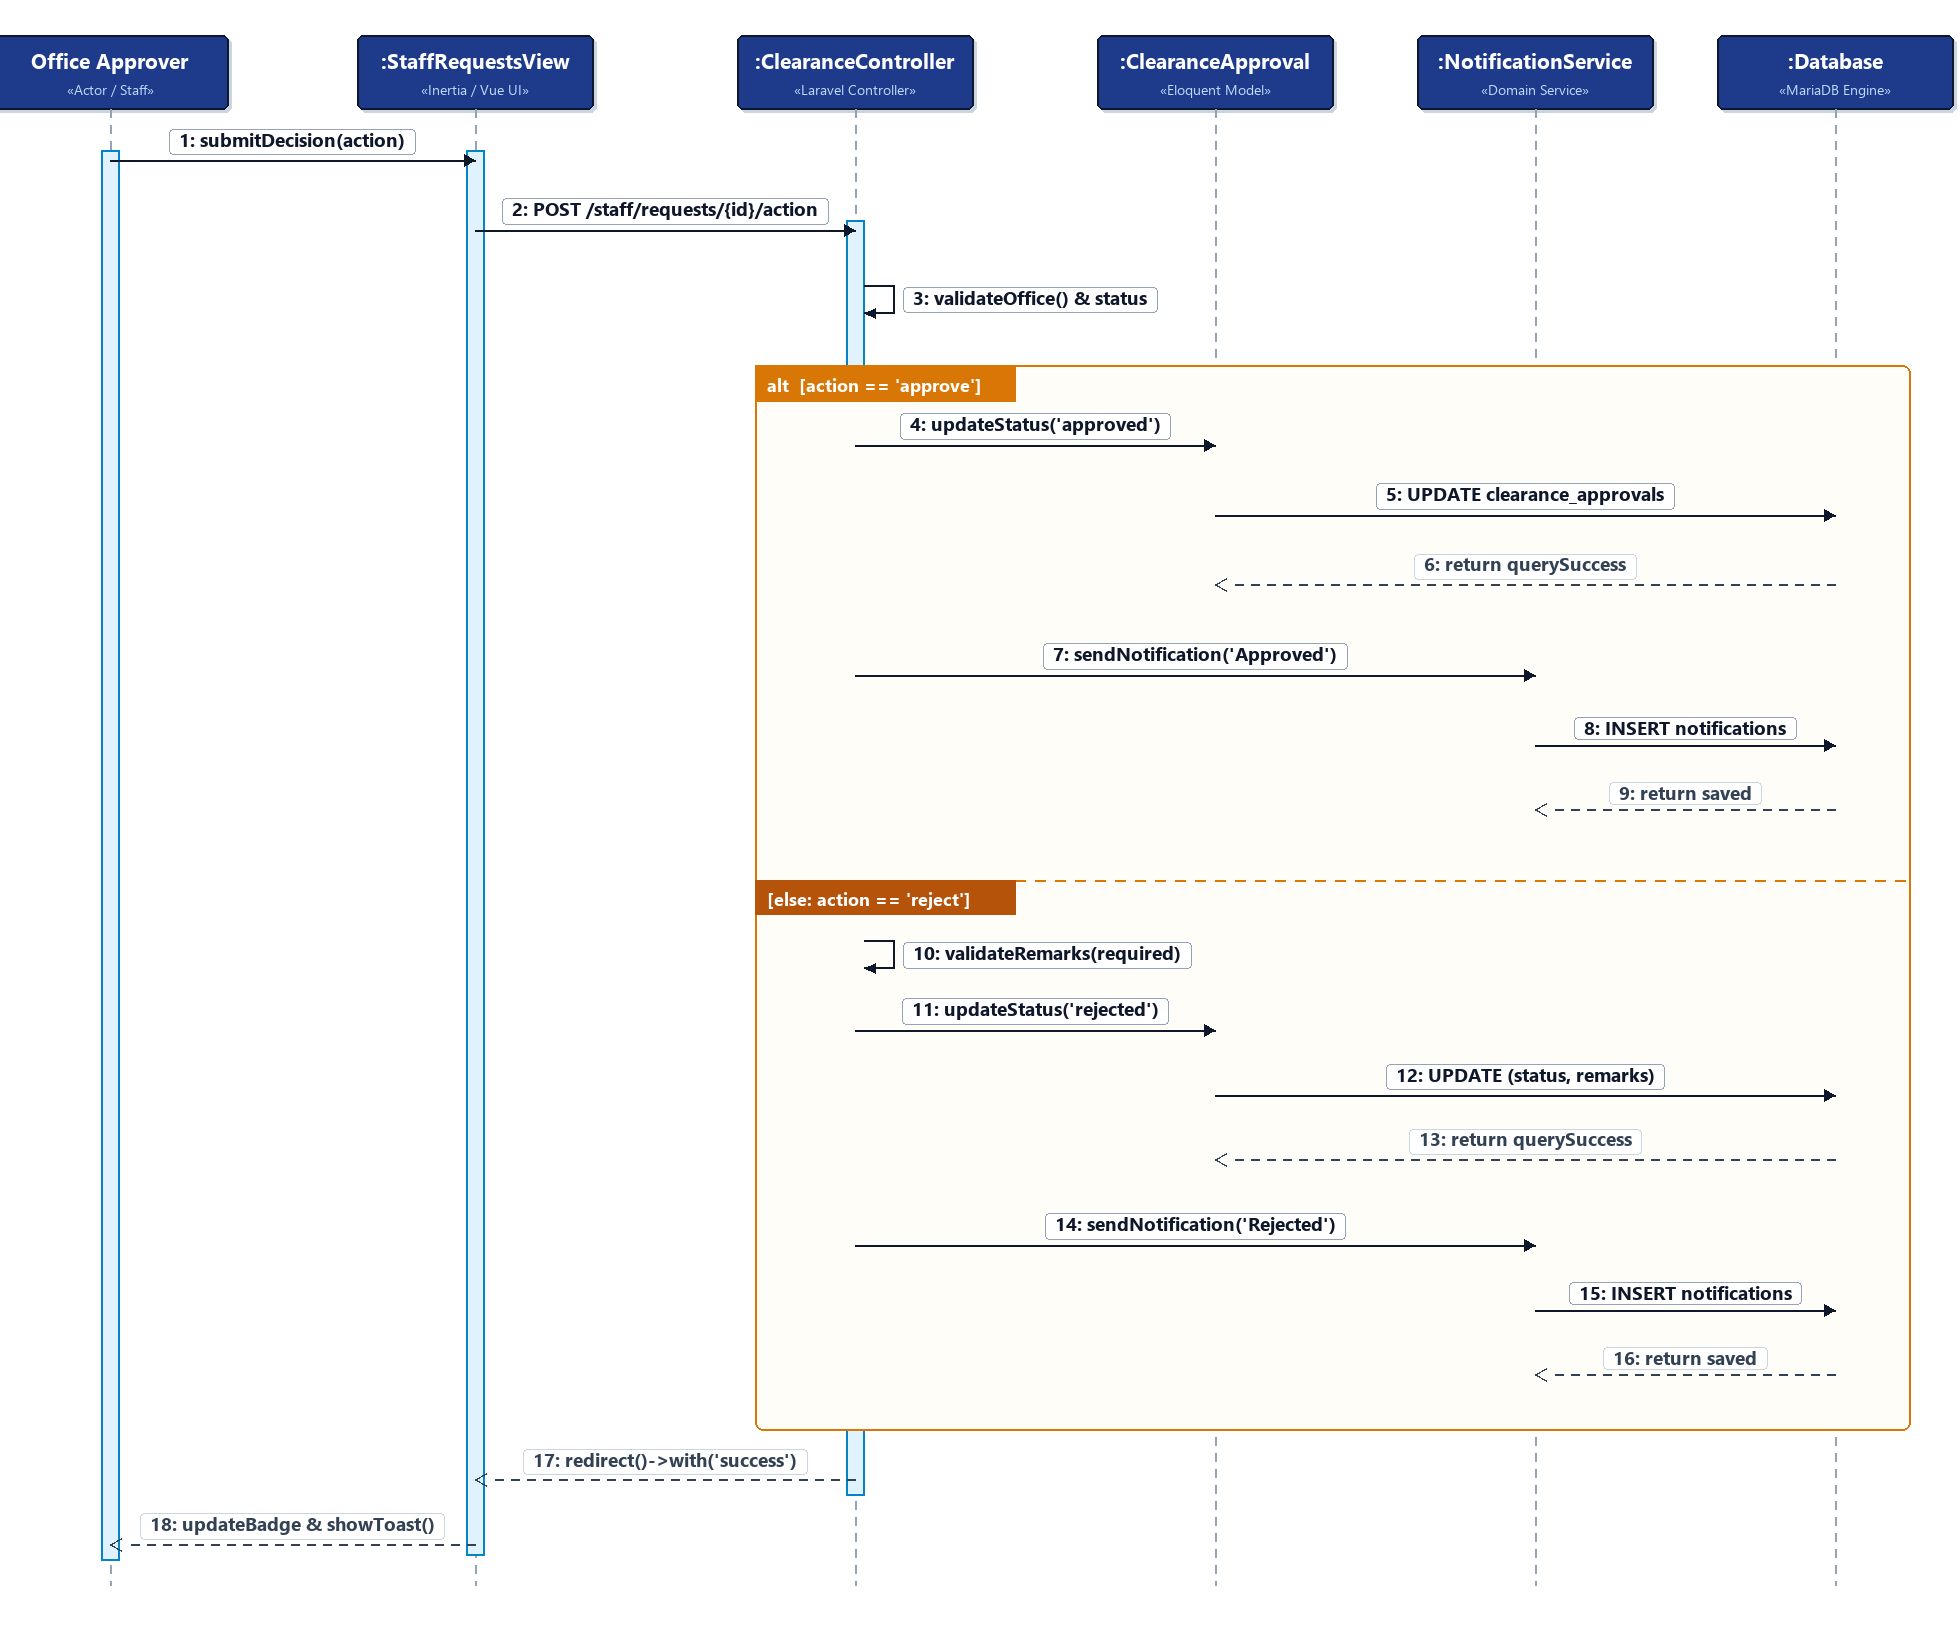 Office Approver
«Actor / Staff»
:StaffRequestsView
«Inertia / Vue UI»
:ClearanceController
«Laravel Controller»
:ClearanceApproval
«Eloquent Model»
:NotificationService
«Domain Service»
:Database
«MariaDB Engine»
1: submitDecision(action)
2: POST /staff/requests/{id}/action
3: validateOffice() & status
alt [action == 'approve']
4: updateStatus('approved')
5: UPDATE clearance_approvals
6: return querySuccess
7: sendNotification('Approved')
8: INSERT notifications
9: return saved
[else: action == 'reject']
10: validateRemarks(required)
11: updateStatus('rejected')
12: UPDATE (status, remarks)
13: return querySuccess
14: sendNotification('Rejected')
15: INSERT notifications
16: return saved
17: redirect()->with('success')
18: updateBadge & showToast()